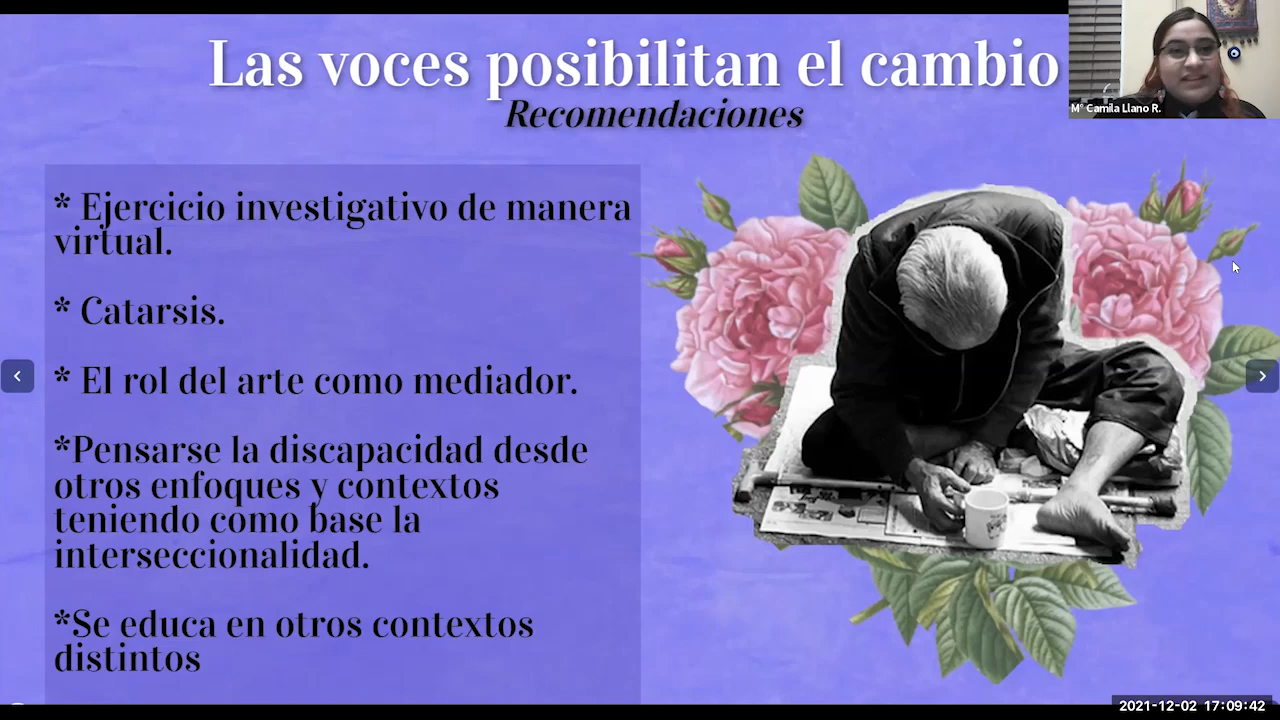 Las voces posibilitan el cambio
Recomendaciones
Mª Camila Llano R.
* Ejercicio investigativo de manera
virtual.
* Catarsis.
* El rol del arte como mediador.
*Pensarse la discapacidad desde
otros enfoques y contextos
teniendo como base la
interseccionalidad.
*Se educa en otros contextos
distintos
2021-12-02 17:09:42